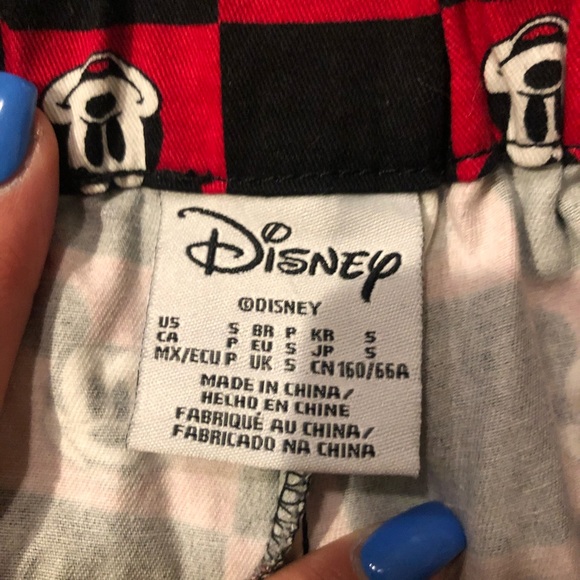 Disney
©DISNEY
US S BR P KR S
CA P EU S JP S
MX/ECU P UK S CN 160/66A
MADE IN CHINA/
HECHO EN CHINE
FABRIQUÉ AU CHINA/
FABRICADO NA CHINA